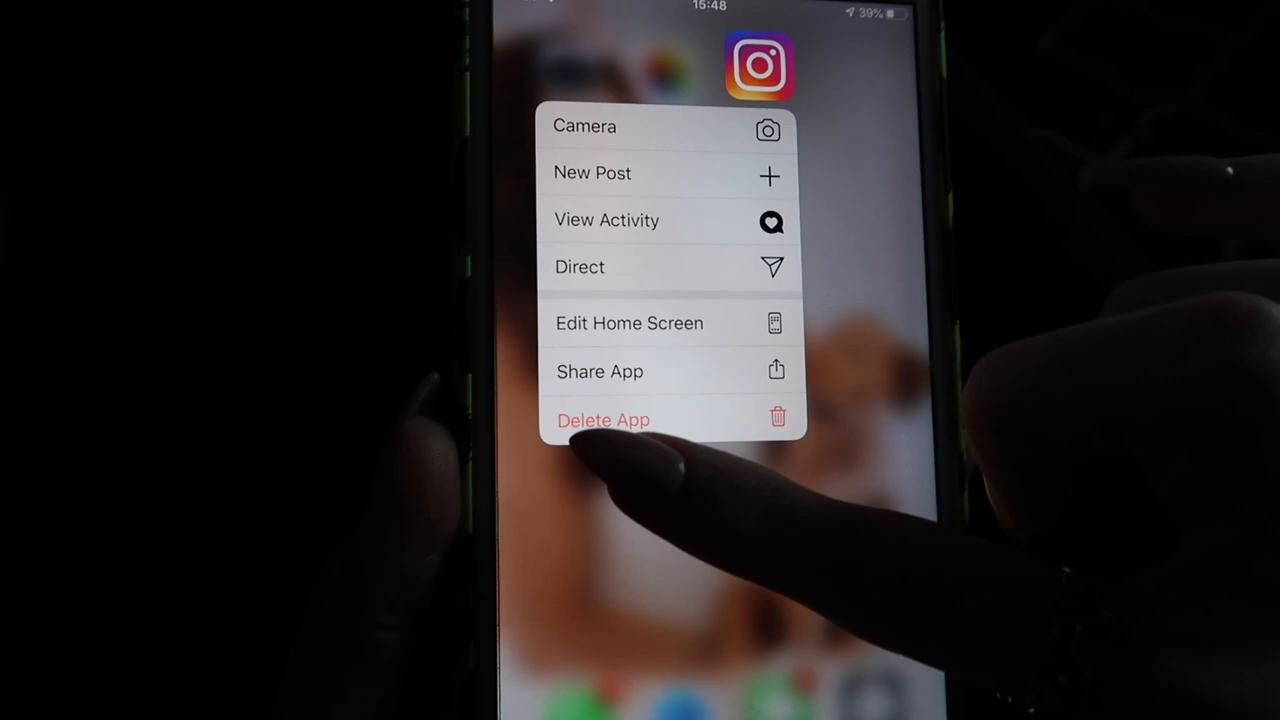 15:48
39%
Camera
New Post
View Activity
Direct
Edit Home Screen
Share App
Delete App